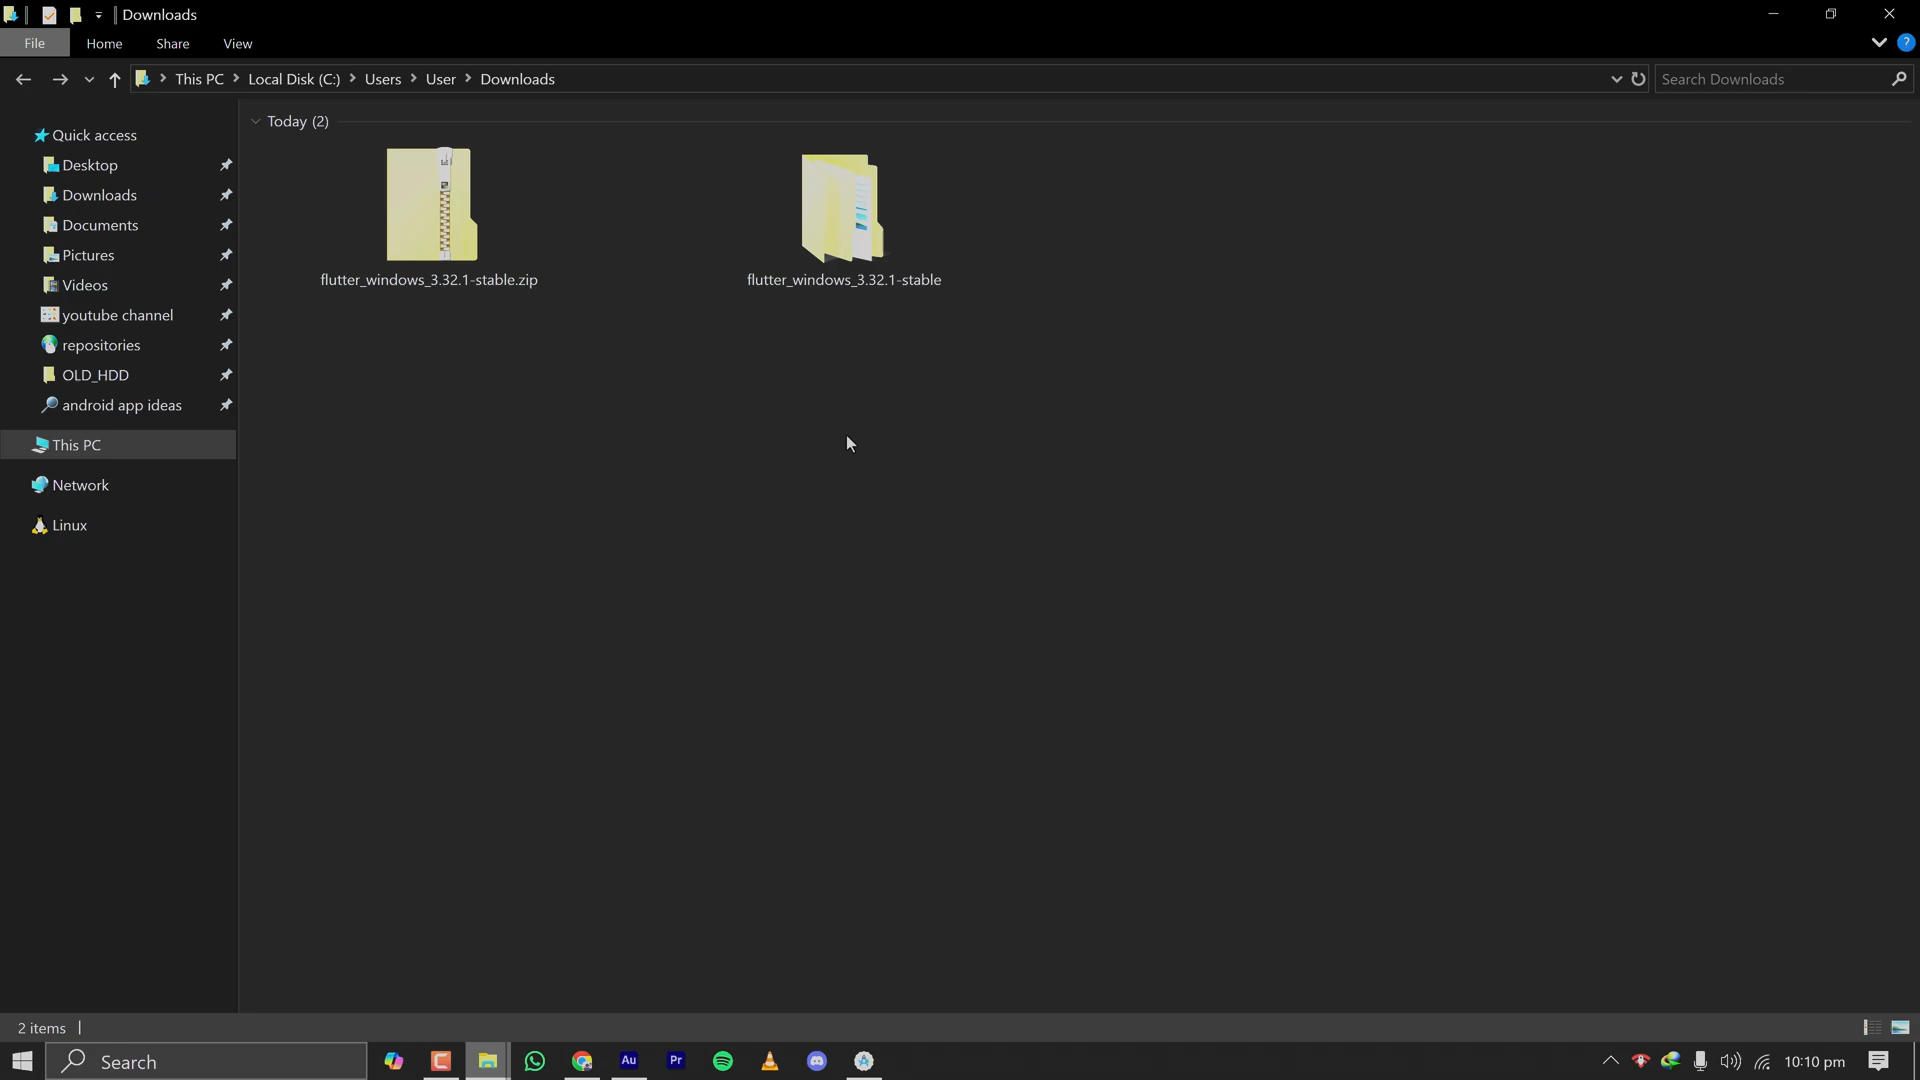 Downloads
File Home Share View
This PC Local Disk (C:) Users User Downloads
Search Downloads
Quick access
Desktop
Downloads
Documents
Pictures
Videos
youtube channel
repositories
OLD_HDD
android app ideas
This PC
Network
Linux
Today (2)
flutter_windows_3.32.1-stable.zip
flutter_windows_3.32.1-stable
2 items
Search
Au
Pr
10:10 pm